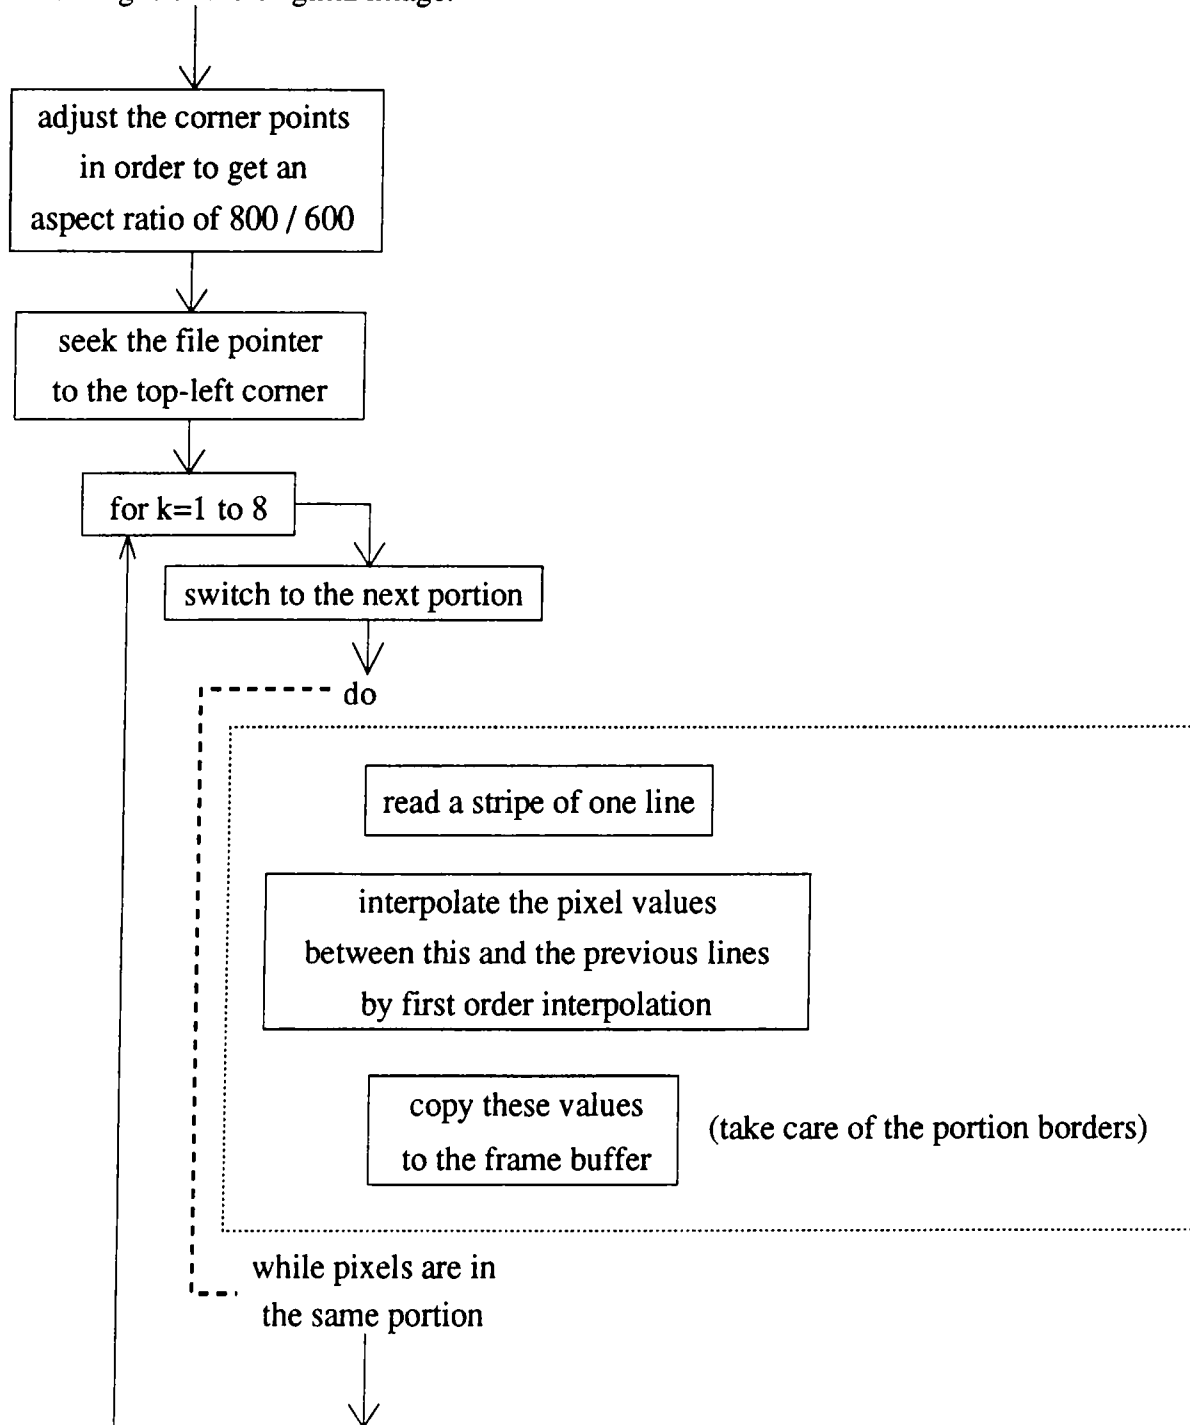 image.
adjust the corner points
in order to get an
aspect ratio of 800 / 600
seek the file pointer
to the top-left corner
for k=1 to 8
switch to the next portion
do
read a stripe of one line
interpolate the pixel values
between this and the previous lines
by first order interpolation
copy these values
to the frame buffer
(take care of the portion borders)
while pixels are in
the same portion